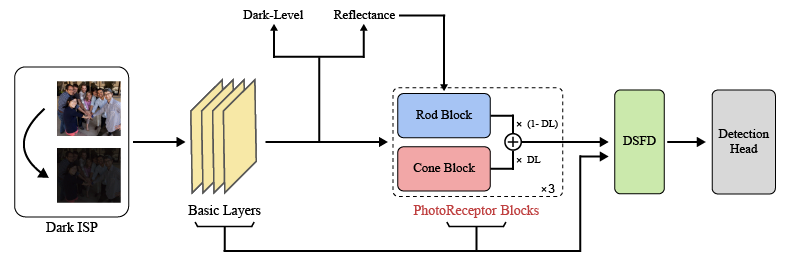 Dark-Level
Reflectance
Rod Block
× (1- DL)
Cone Block
× DL
×3
DSFD
Detection
Head
Dark ISP
Basic Layers
PhotoReceptor Blocks